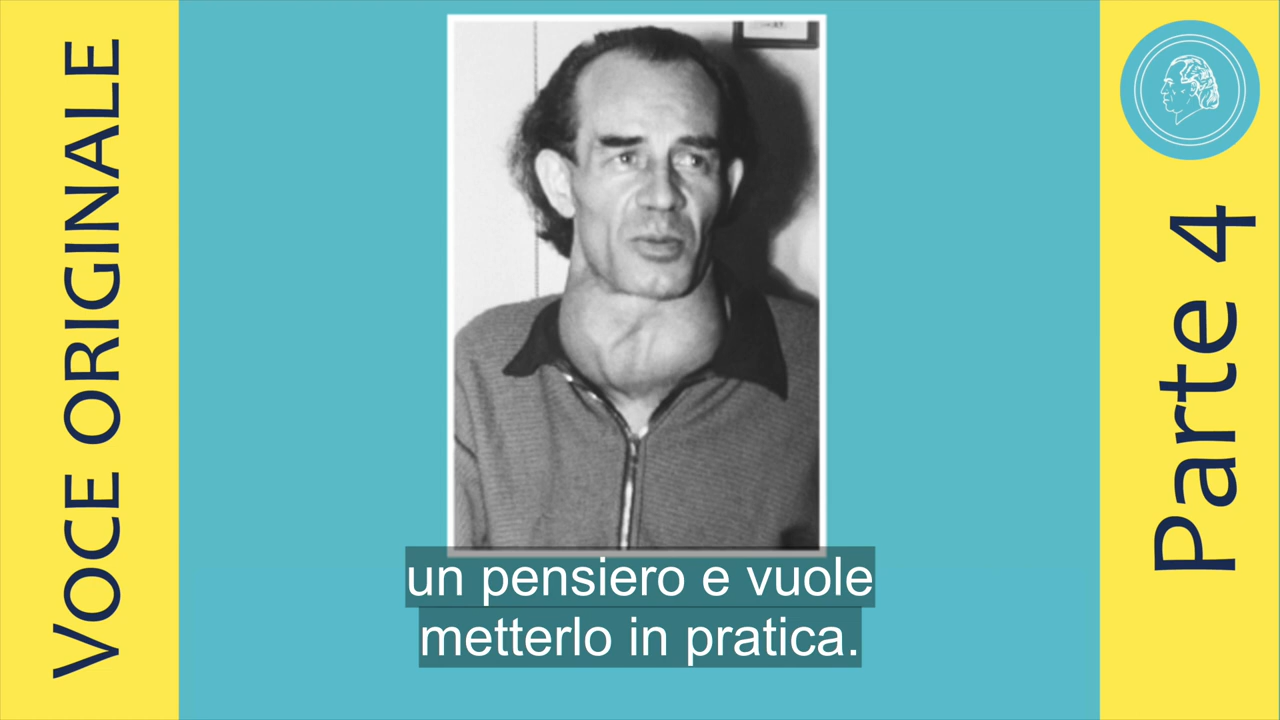 VOCE ORIGINALE
Parte 4
un pensiero e vuole
metterlo in pratica.